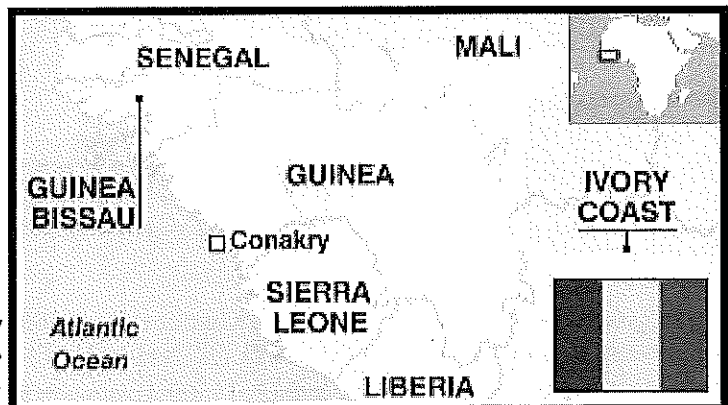 SENEGAL
MALI
GUINEA
BISSAU
GUINEA
IVORY
COAST
Conakry
SIERRA
LEONE
Atlantic
Ocean
LIBERIA